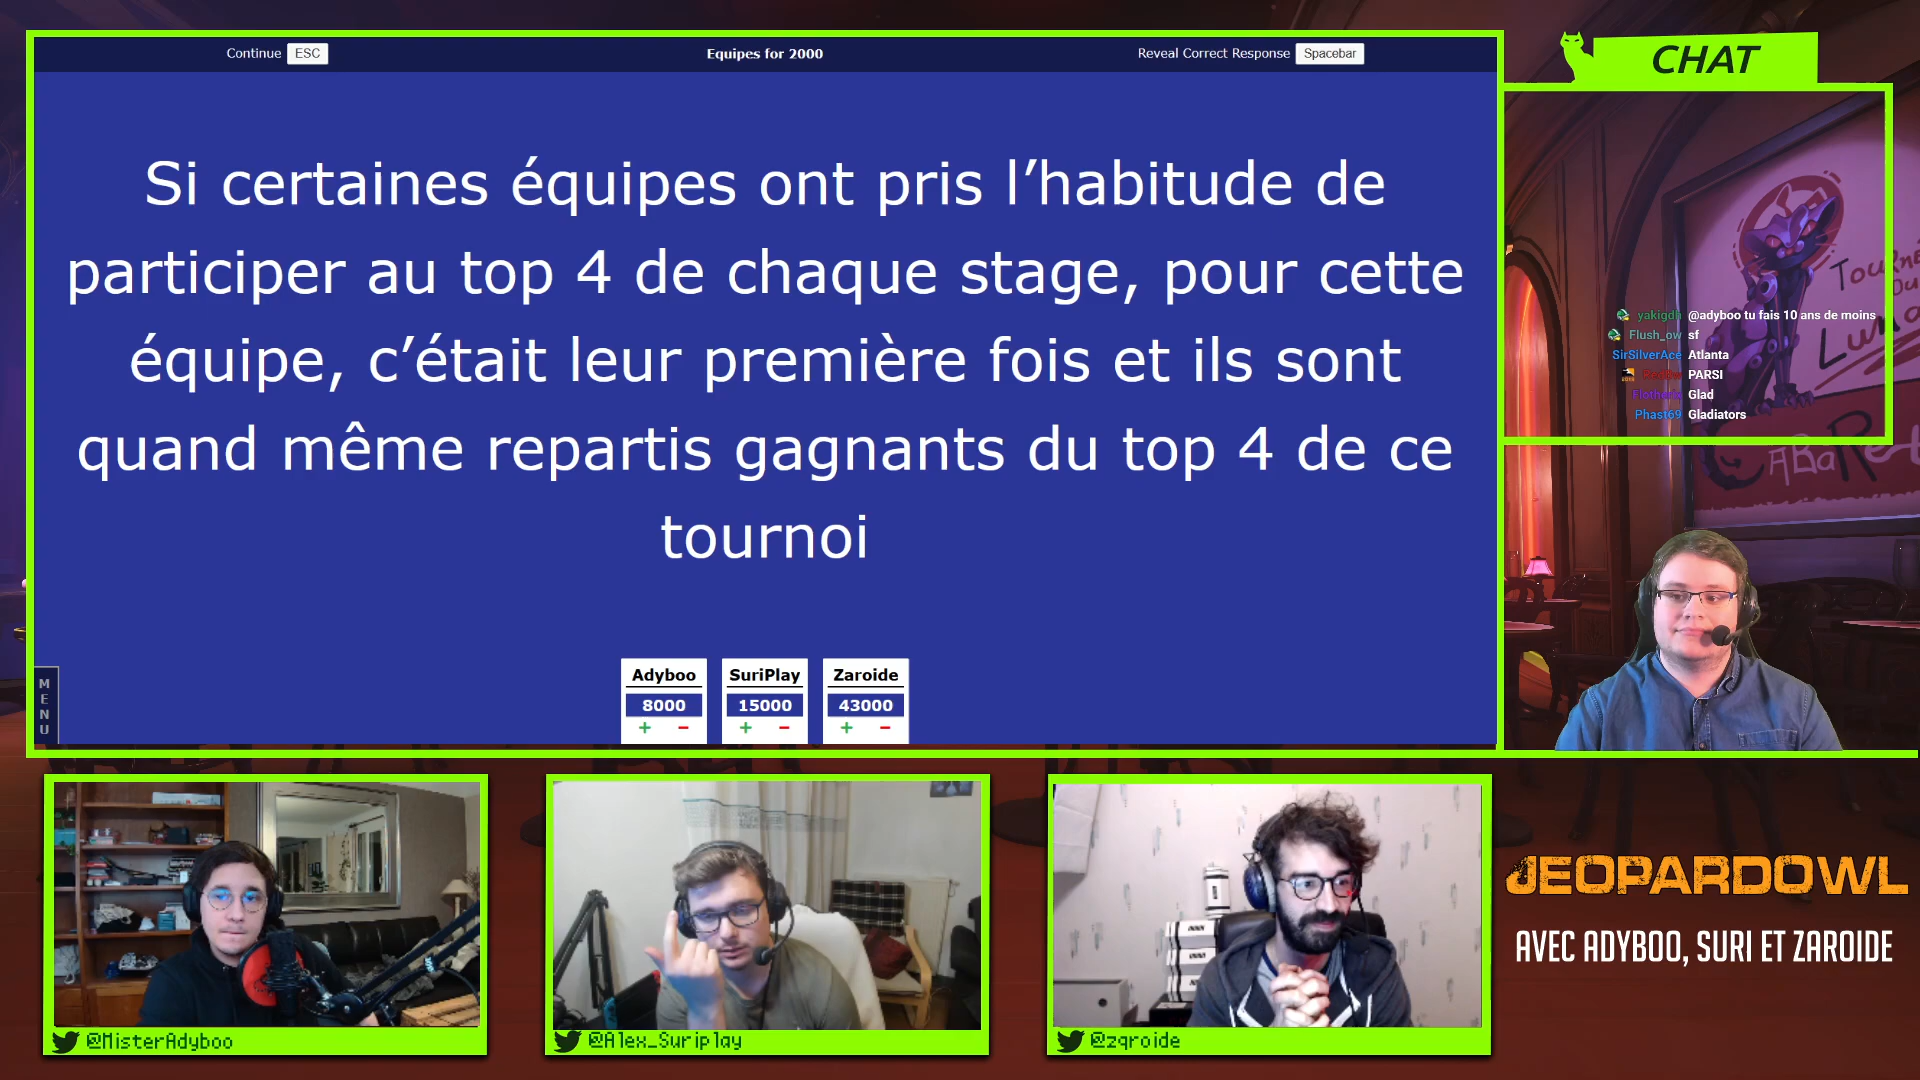 Continue ESC
Equipes for 2000
Reveal Correct Response Spacebar
Si certaines équipes ont pris l’habitude de
participer au top 4 de chaque stage, pour cette
équipe, c’était leur première fois et ils sont
quand même repartis gagnants du top 4 de ce
tournoi
MENU
Adyboo
8000
+ −
SuriPlay
15000
+ −
Zaroide
43000
+ −
CHAT
yakigdh @adyboo tu fais 10 ans de moins
Flush_ow sf
SirSilverAce Atlanta
PARSI
Glad
Phast69 Gladiators
CABaRet
@MisterAdyboo
@Alex_Suriplay
@zqroide
JEOPARDOWL
AVEC ADYBOO, SURI ET ZAROIDE